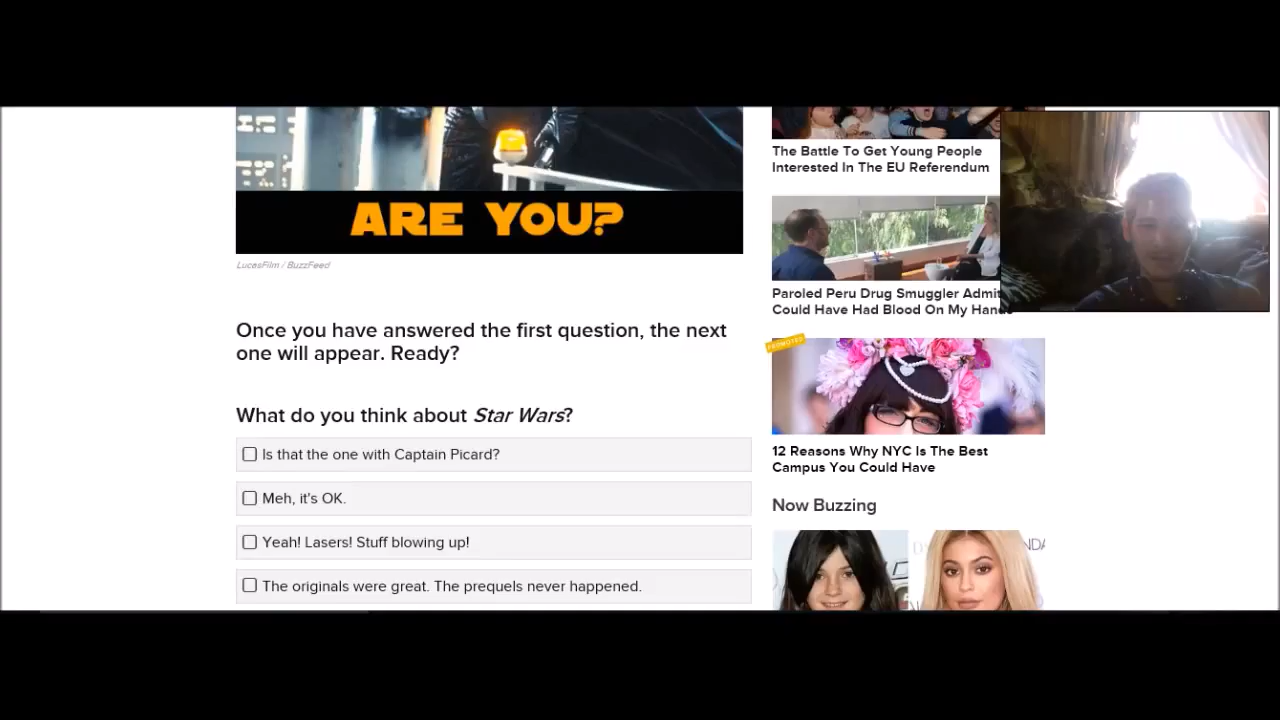 ARE YOU?
LucasFilm / BuzzFeed
Once you have answered the first question, the next
one will appear. Ready?
What do you think about Star Wars?
Is that the one with Captain Picard?
Meh, it's OK.
Yeah! Lasers! Stuff blowing up!
The originals were great. The prequels never happened.
The Battle To Get Young People
Interested In The EU Referendum
Paroled Peru Drug Smuggler Admit
Could Have Had Blood On My Hands
PROMOTED
12 Reasons Why NYC Is The Best
Campus You Could Have
Now Buzzing